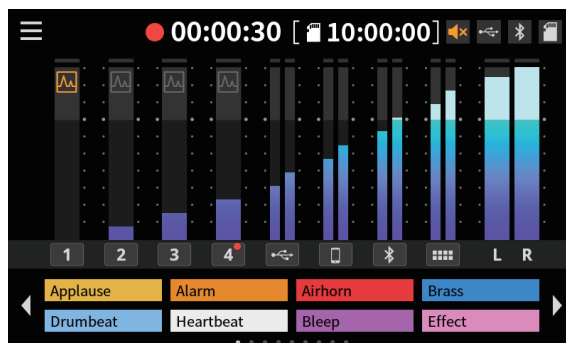 00:00:30 [ 10:00:00]
1 2 3 4 L R
Applause Alarm Airhorn Brass
Drumbeat Heartbeat Bleep Effect